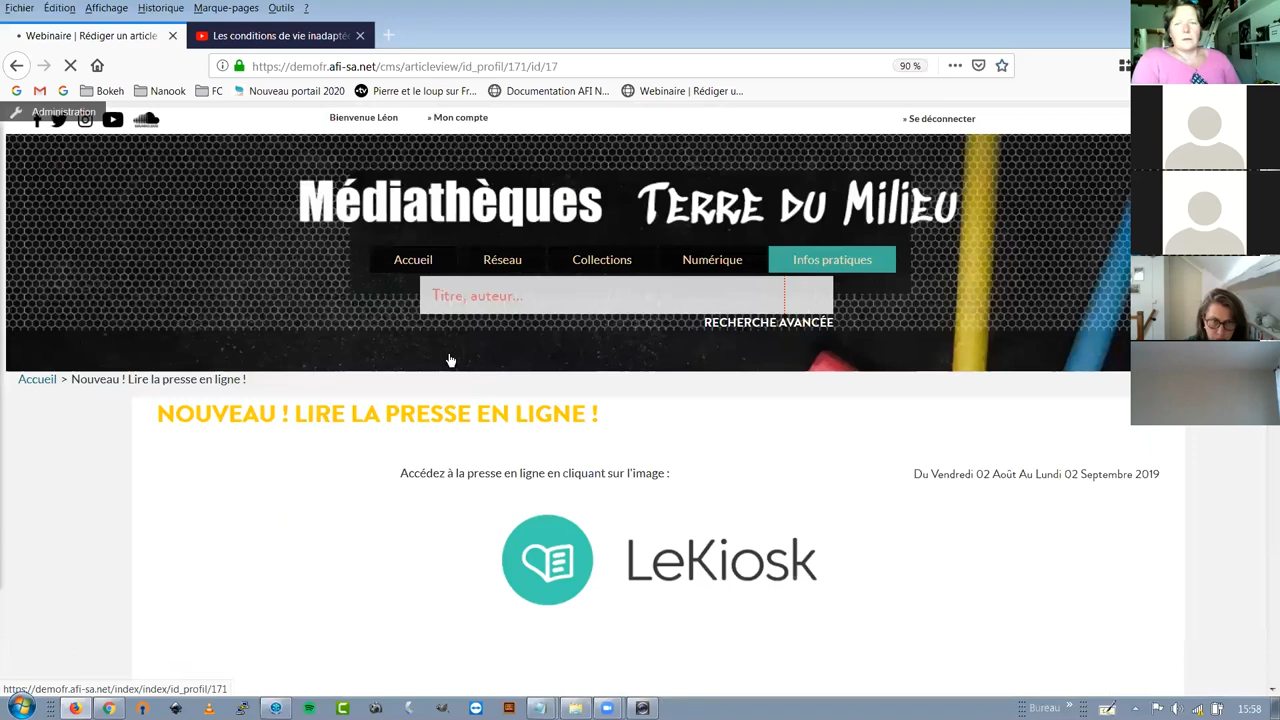 Fichier Édition Affichage Historique Marque-pages Outils ?
Webinaire | Rédiger un article
Les conditions de vie inadapté
https://demofr.afi-sa.net/cms/articleview/id_profil/171/id/17
90 %
Bokeh Nanook FC Nouveau portail 2020 Pierre et le loup sur Fr... Documentation AFI N... Webinaire | Rédiger u...
Administration
Bienvenue Léon » Mon compte » Se déconnecter
Médiathèques Terre du Milieu
Accueil Réseau Collections Numérique Infos pratiques
Titre, auteur...
RECHERCHE AVANCÉE
Accueil > Nouveau ! Lire la presse en ligne !
NOUVEAU ! LIRE LA PRESSE EN LIGNE !
Accédez à la presse en ligne en cliquant sur l'image :
Du Vendredi 02 Août Au Lundi 02 Septembre 2019
LeKiosk
https://demofr.afi-sa.net/index/index/id_profil/171
Bureau »
15:58